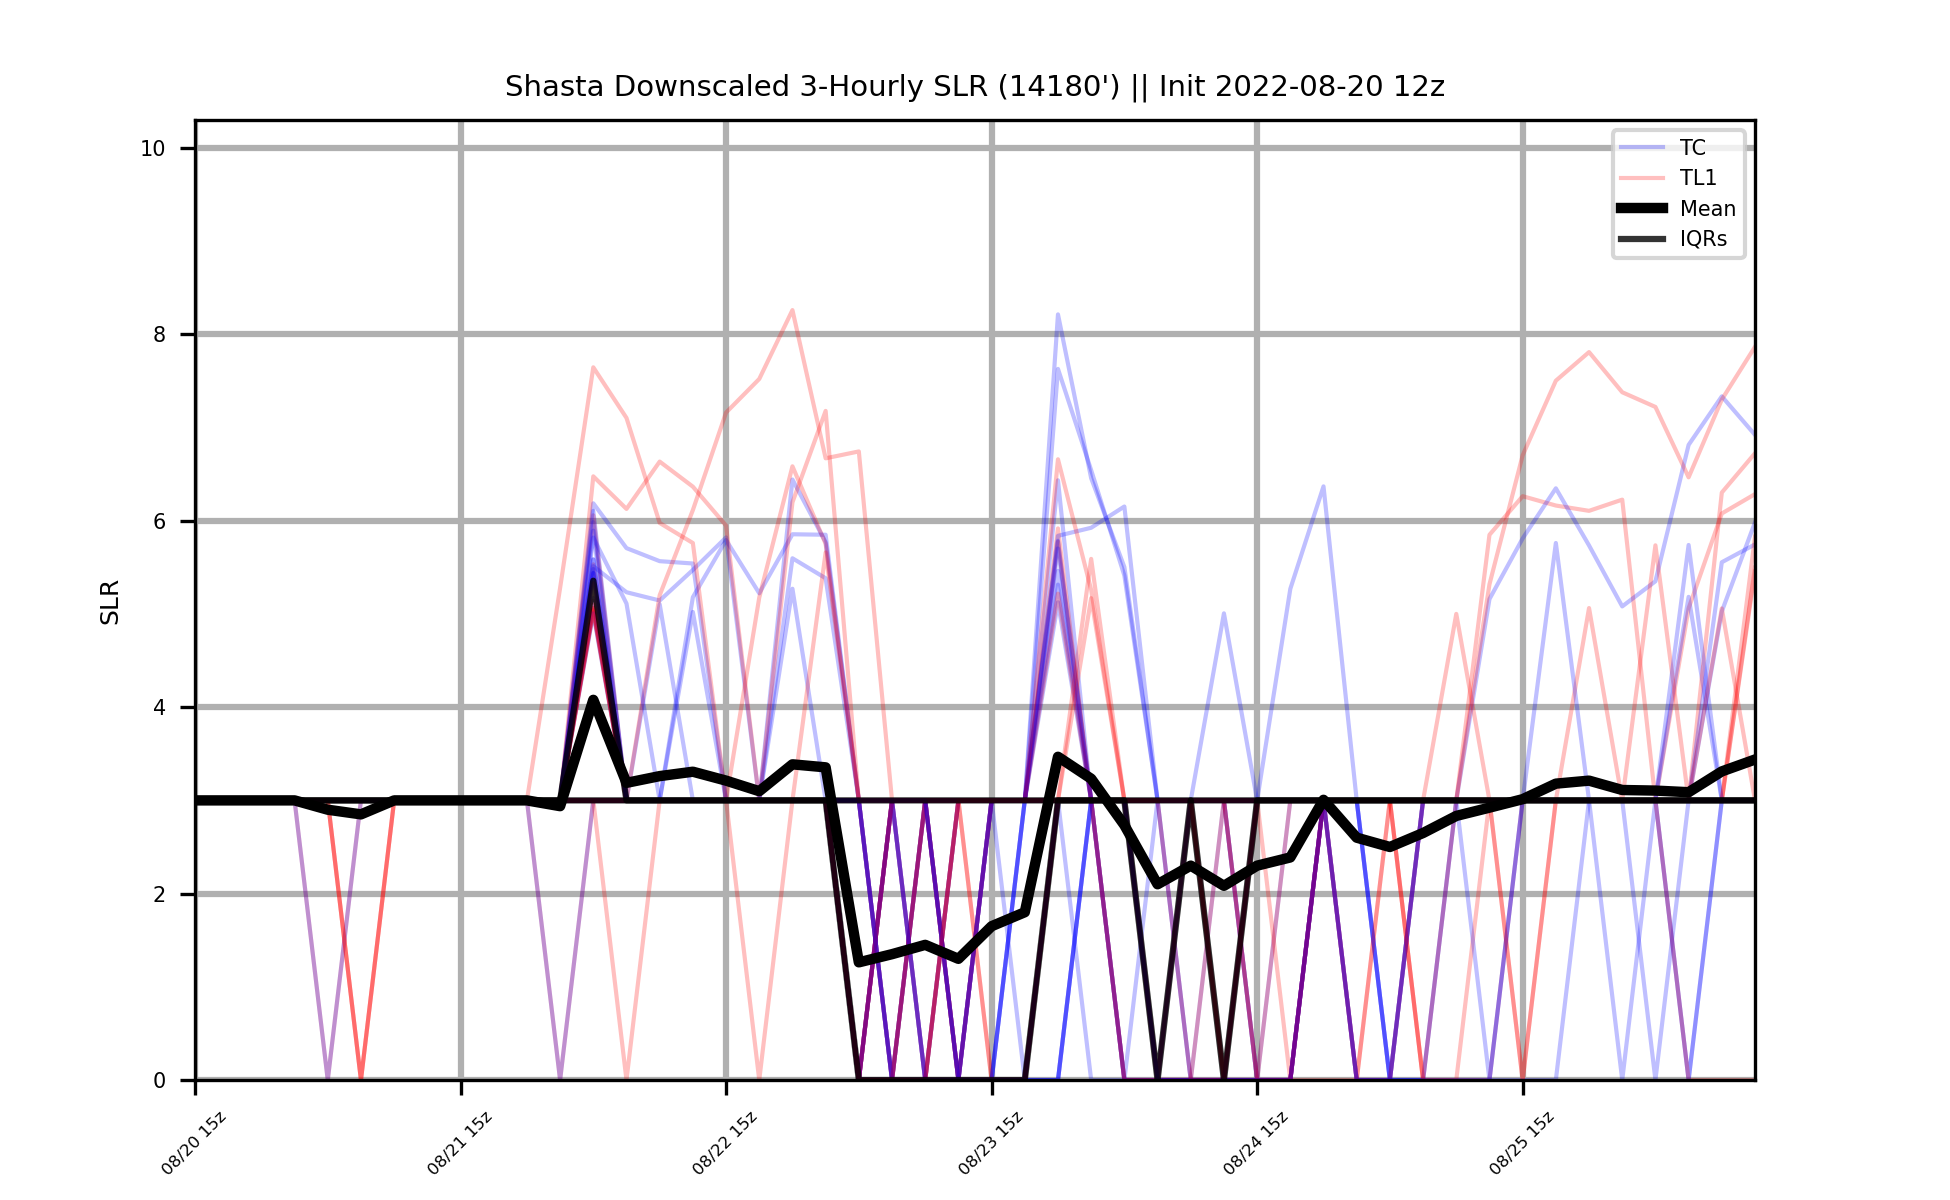 Shasta Downscaled 3-Hourly SLR (14180') || Init 2022-08-20 12z
TC
TL1
Mean
IQRs
SLR
10
8
6
4
2
0
08/20 15z
08/21 15z
08/22 15z
08/23 15z
08/24 15z
08/25 15z